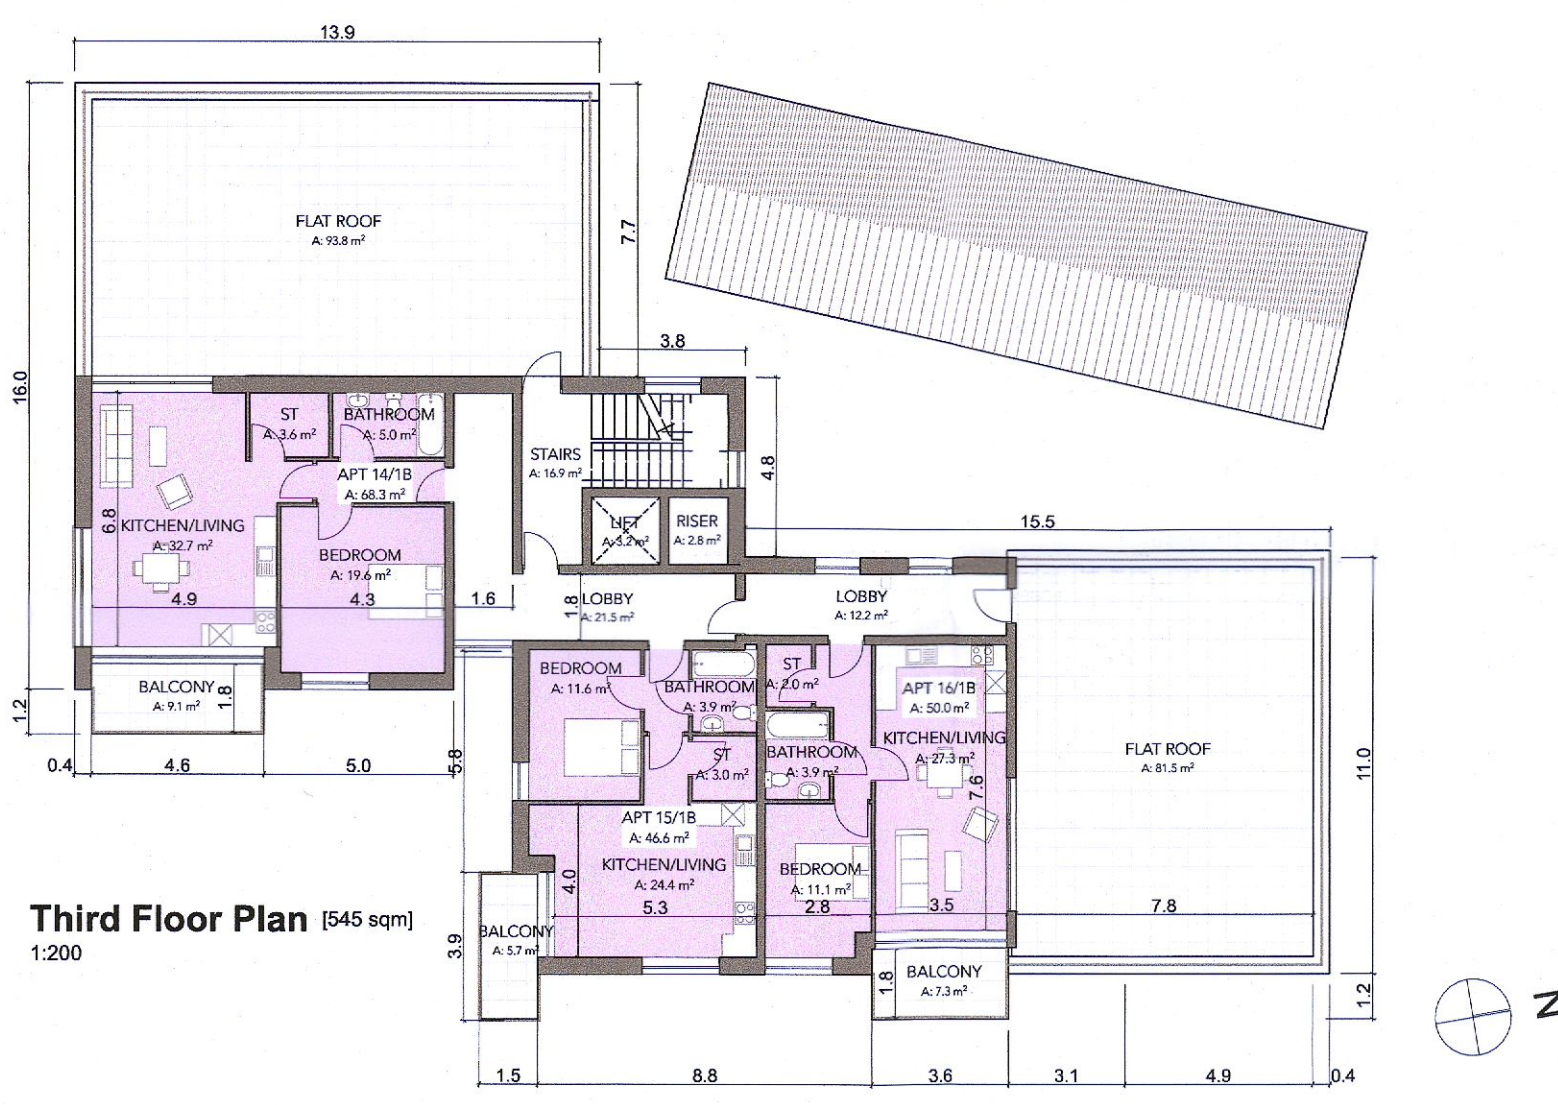 13.9
FLAT ROOF
A: 93.8 m²
7.7
16.0
3.8
ST
A: 3.6 m²
BATHROOM
A: 5.0 m²
STAIRS
A: 16.9 m²
4.8
APT 14/1B
A: 68.3 m²
6.8
KITCHEN/LIVING
A: 32.7 m²
LIFT
A: 3.2 m²
RISER
A: 2.8 m²
15.5
BEDROOM
A: 19.6 m²
4.9
4.3
1.6
1.8
LOBBY
A: 21.5 m²
LOBBY
A: 12.2 m²
BALCONY
A: 9.1 m²
1.8
1.2
BEDROOM
A: 11.6 m²
BATHROOM
A: 3.9 m²
ST
A: 2.0 m²
APT 16/1B
A: 50.0 m²
KITCHEN/LIVING
A: 27.3 m²
7.6
FLAT ROOF
A: 81.5 m²
11.0
0.4
4.6
5.0
5.8
ST
A: 3.0 m²
BATHROOM
A: 3.9 m²
APT 15/1B
A: 46.6 m²
KITCHEN/LIVING
A: 24.4 m²
4.0
5.3
BEDROOM
A: 11.1 m²
2.8
3.5
7.8
Third Floor Plan [545 sqm]
1:200
3.9
BALCONY
A: 5.7 m²
BALCONY
A: 7.3 m²
1.8
1.2
N
1.5
8.8
3.6
3.1
4.9
0.4